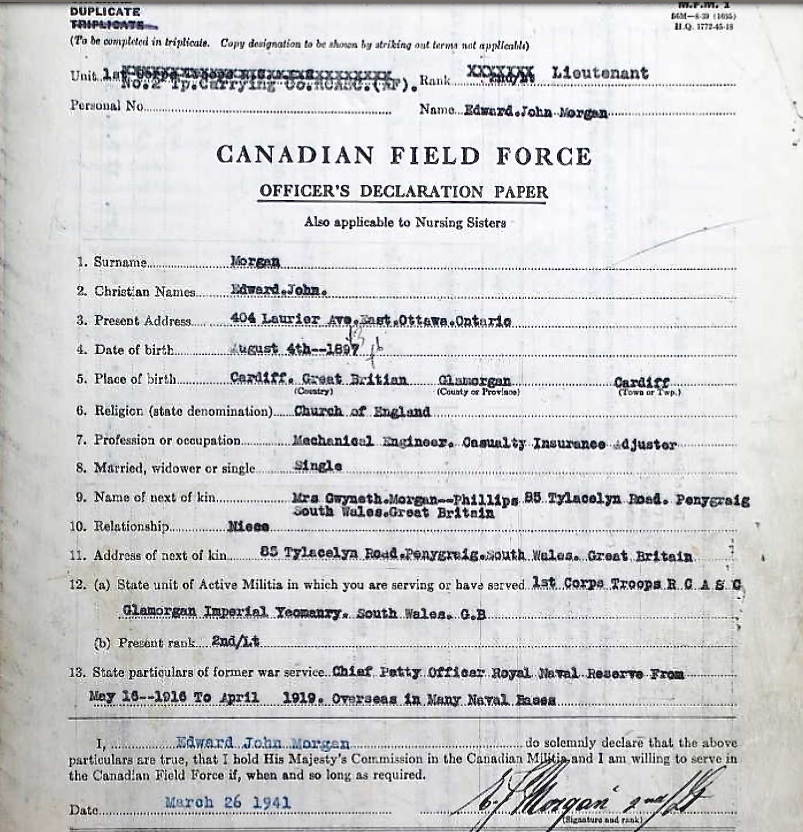 DUPLICATE
TRIPLICATE
M.F.M. 1
H.Q. 1772-45-18
(To be completed in triplicate. Copy designation to be shown by striking out terms not applicable)
Unit 1st Corps Troops Rank Lieutenant
No.2 Tp.Carrying Co.RCASC.(AF).
Personal No. Name Edward.John Morgan
CANADIAN FIELD FORCE
OFFICER'S DECLARATION PAPER
Also applicable to Nursing Sisters
1. Surname Morgan
2. Christian Names Edward.John.
3. Present Address 404 Laurier Ave.East.Ottawa.Ontario
4. Date of birth August 4th--1897
5. Place of birth Cardiff. Great Britian Glamorgan Cardiff
(Country) (County or Province) (Town or Twp.)
6. Religion (state denomination) Church of England
7. Profession or occupation Mechanical Engineer. Casualty Insurance Adjuster
8. Married, widower or single Single
9. Name of next of kin Mrs Gwyneth.Morgan--Phillips 85 Tylacelyn Road. Penygraig
South Wales.Great Britain
10. Relationship Niece
11. Address of next of kin 85 Tylacelyn Road.Penygraig.South Wales. Great Britain
12. (a) State unit of Active Militia in which you are serving or have served 1st Corps Troops R C A S C
Glamorgan Imperial Yeomanry. South Wales. G.B
(b) Present rank 2nd/Lt
13. State particulars of former war service Chief Petty Officer Royal Naval Reserve From
May 16--1916 To April 1919. Overseas in Many Naval Bases
I, Edward John Morgan do solemnly declare that the above
particulars are true, that I hold His Majesty's Commission in the Canadian Militia and I am willing to serve in
the Canadian Field Force if, when and so long as required.
Date March 26 1941 E. J. Morgan 2nd/Lt
(Signature and rank)